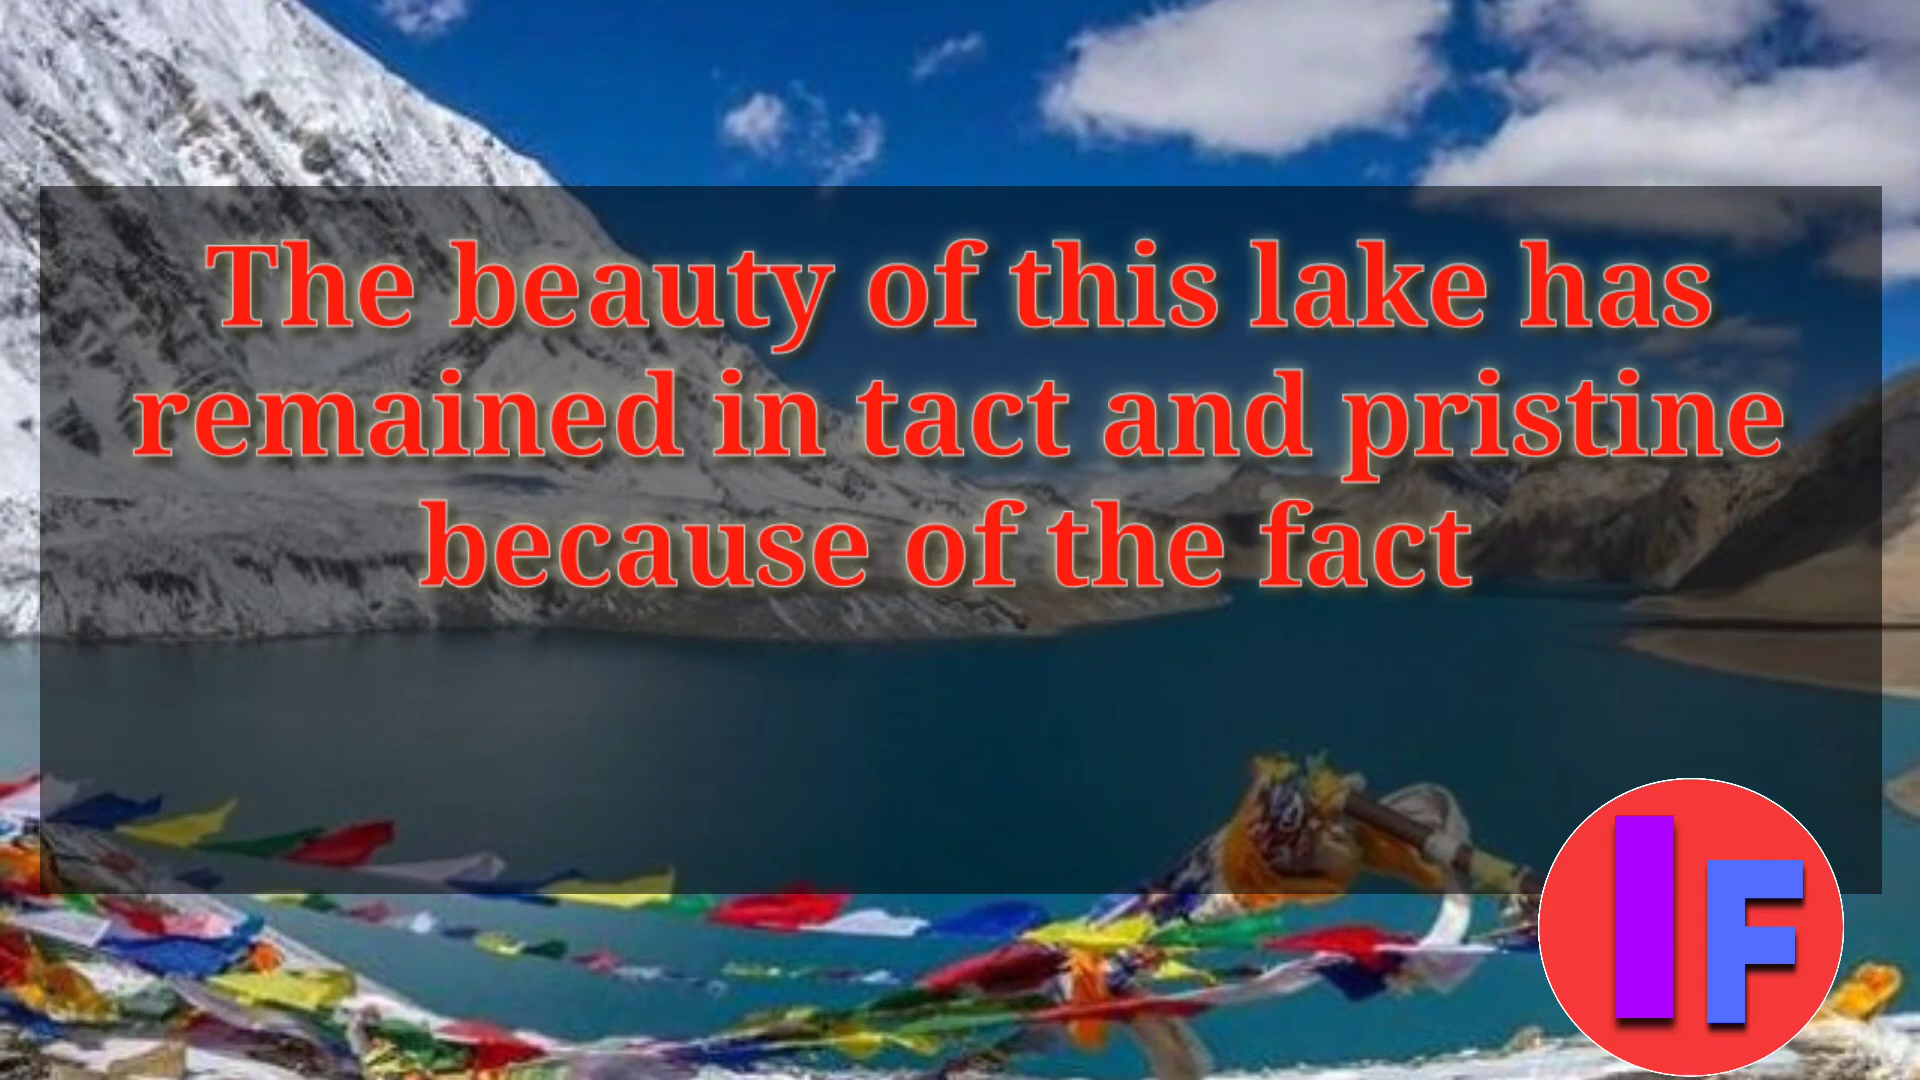 The beauty of this lake has
remained in tact and pristine
because of the fact
IF